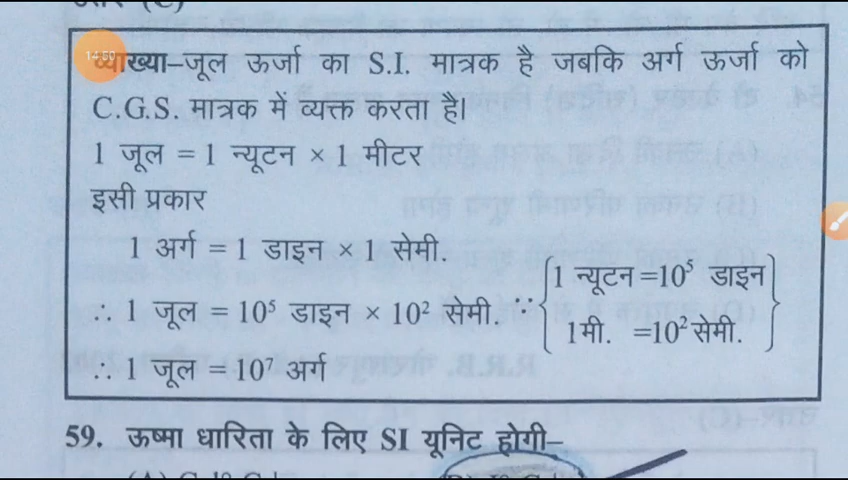 व्याख्या–जूल ऊर्जा का S.I. मात्रक है जबकि अर्ग ऊर्जा को
C.G.S. मात्रक में व्यक्त करता है।
1 जूल = 1 न्यूटन × 1 मीटर
इसी प्रकार
1 अर्ग = 1 डाइन × 1 सेमी.
∴ 1 जूल = 10⁵ डाइन × 10² सेमी. ∵ {1 न्यूटन =10⁵ डाइन
1मी. =10² सेमी.}
∴ 1 जूल = 10⁷ अर्ग
59. ऊष्मा धारिता के लिए SI यूनिट होगी–